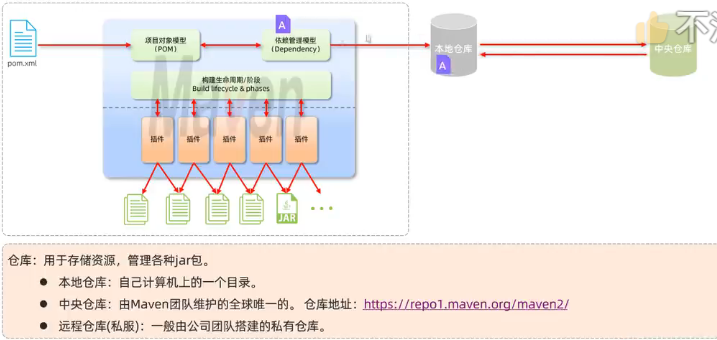 不
A
项目对象模型
(POM)
依赖管理模型
(Dependency)
本地仓库
A
中央仓库
pom.xml
构建生命周期/阶段
Build lifecycle & phases
Maven
插件
插件
插件
插件
插件
JAR
仓库：用于存储资源，管理各种jar包。
● 本地仓库：自己计算机上的一个目录。
● 中央仓库：由Maven团队维护的全球唯一的。 仓库地址：https://repo1.maven.org/maven2/
● 远程仓库(私服)：一般由公司团队搭建的私有仓库。